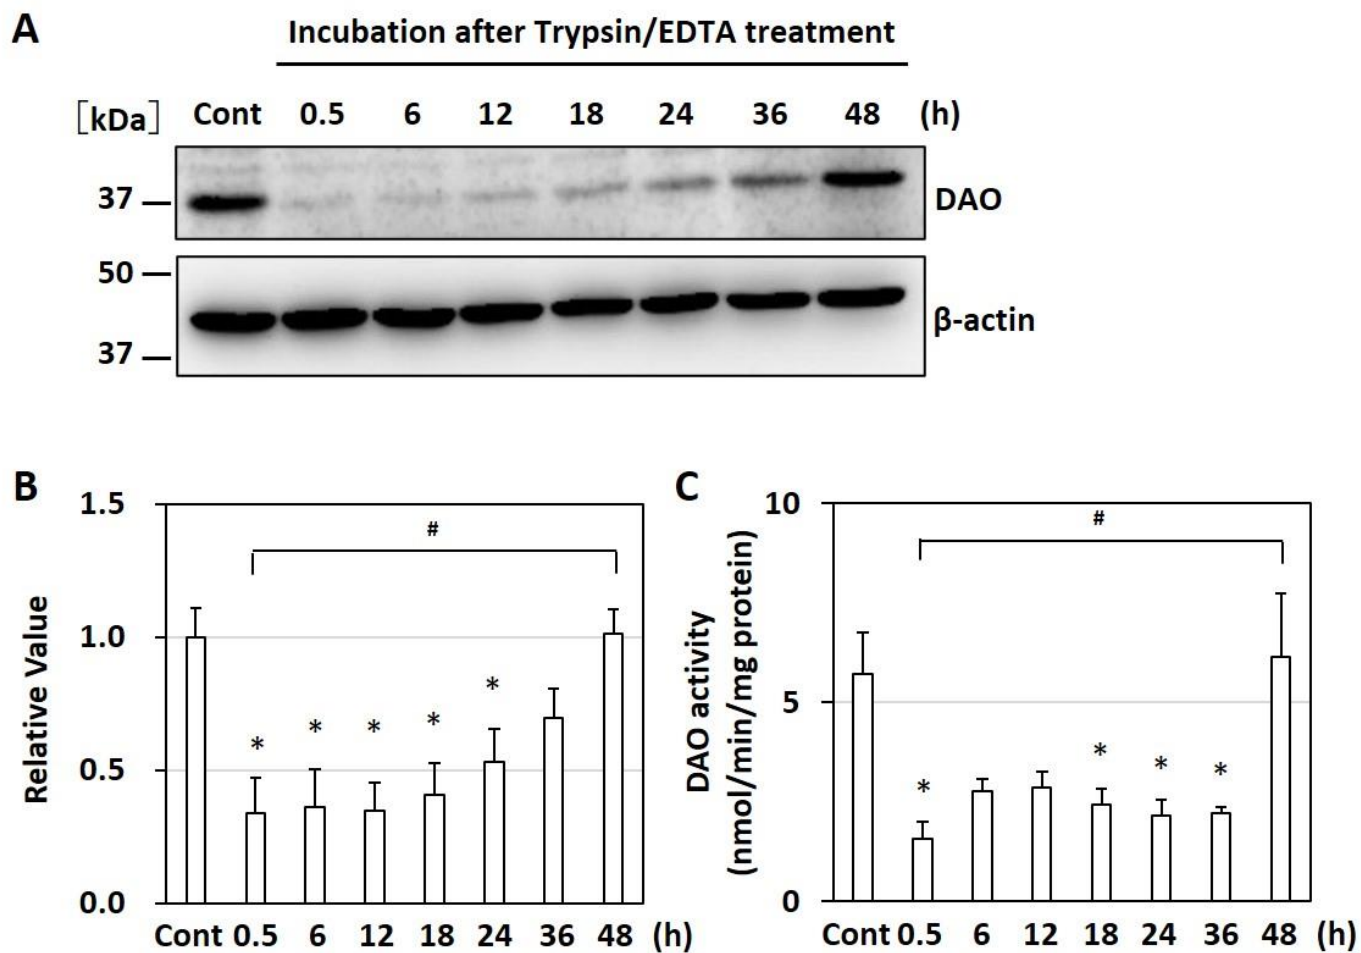 A
Incubation after Trypsin/EDTA treatment
[kDa] Cont 0.5 6 12 18 24 36 48 (h)
37
DAO
50
β-actin
37
B
1.5
#
1.0
*
*
*
*
*
0.5
0.0
Relative Value
Cont 0.5 6 12 18 24 36 48 (h)
C
10
#
5
*
*
*
*
0
DAO activity
(nmol/min/mg protein)
Cont 0.5 6 12 18 24 36 48 (h)